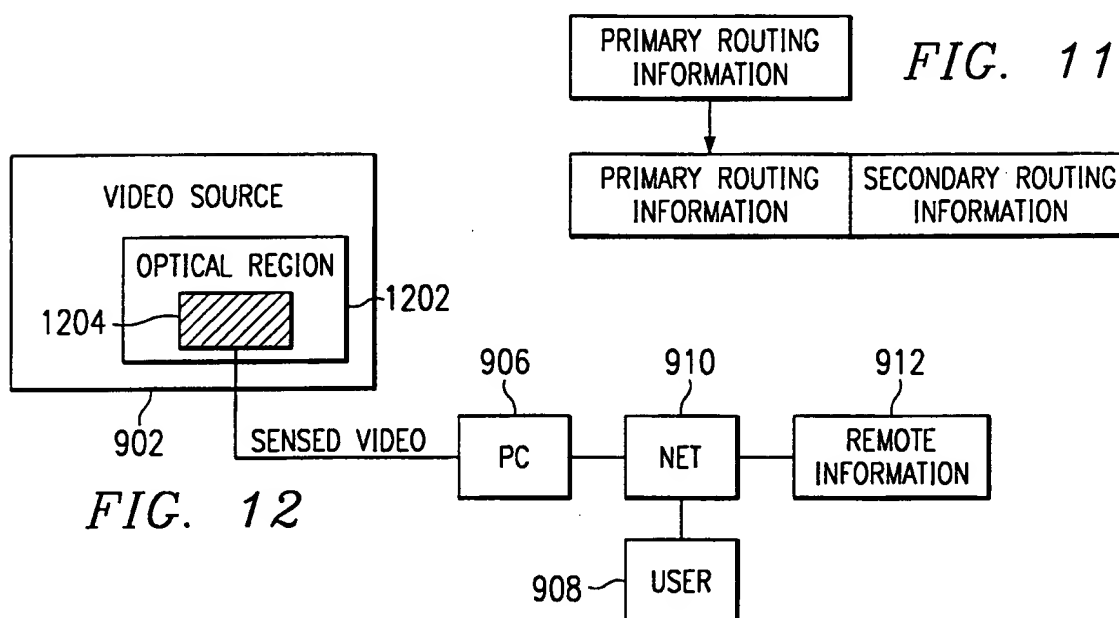 PRIMARY ROUTING
INFORMATION
FIG. 11
PRIMARY ROUTING
INFORMATION
SECONDARY ROUTING
INFORMATION
VIDEO SOURCE
OPTICAL REGION
1204
1202
902
SENSED VIDEO
906
PC
910
NET
912
REMOTE
INFORMATION
908
USER
FIG. 12